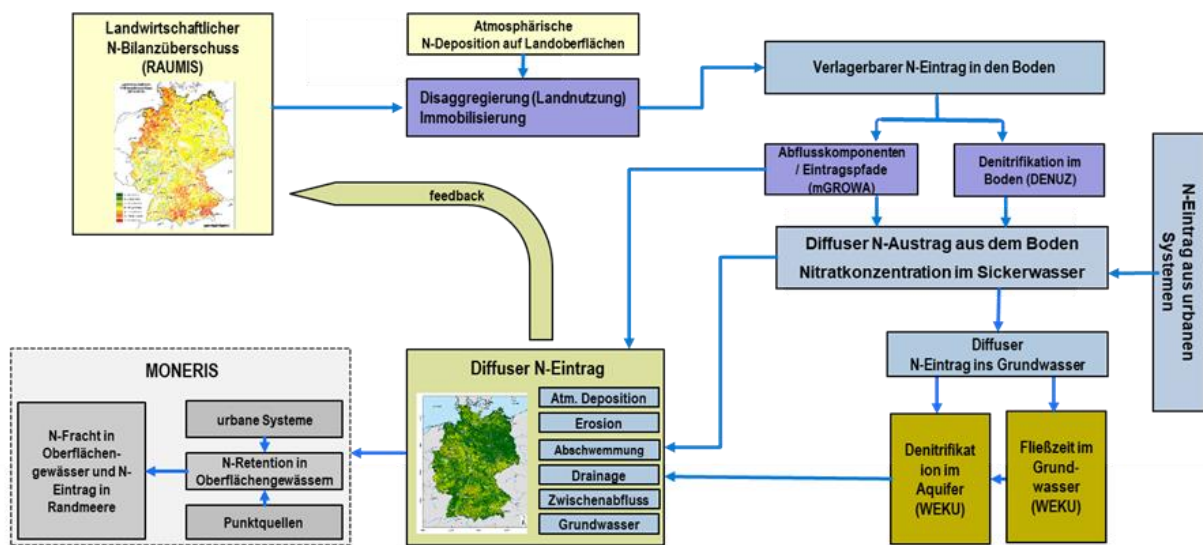 Landwirtschaftlicher
N-Bilanzüberschuss
(RAUMIS)
Atmosphärische
N-Deposition auf Landoberflächen
Disaggregierung (Landnutzung)
Immobilisierung
Verlagerbarer N-Eintrag in den Boden
Abflusskomponenten
/ Eintragspfade
(mGROWA)
Denitrifikation im
Boden (DENUZ)
N-Eintrag aus urbanen
Systemen
feedback
Diffuser N-Austrag aus dem Boden
Nitratkonzentration im Sickerwasser
Diffuser
N-Eintrag ins Grundwasser
Denitrifikat
ion im
Aquifer
(WEKU)
Fließzeit im
Grund-
wasser
(WEKU)
Diffuser N-Eintrag
Atm. Deposition
Erosion
Abschwemmung
Drainage
Zwischenabfluss
Grundwasser
MONERIS
N-Fracht in
Oberflächen-
gewässer und N-
Eintrag in
Randmeere
urbane Systeme
N-Retention in
Oberflächengewässern
Punktquellen